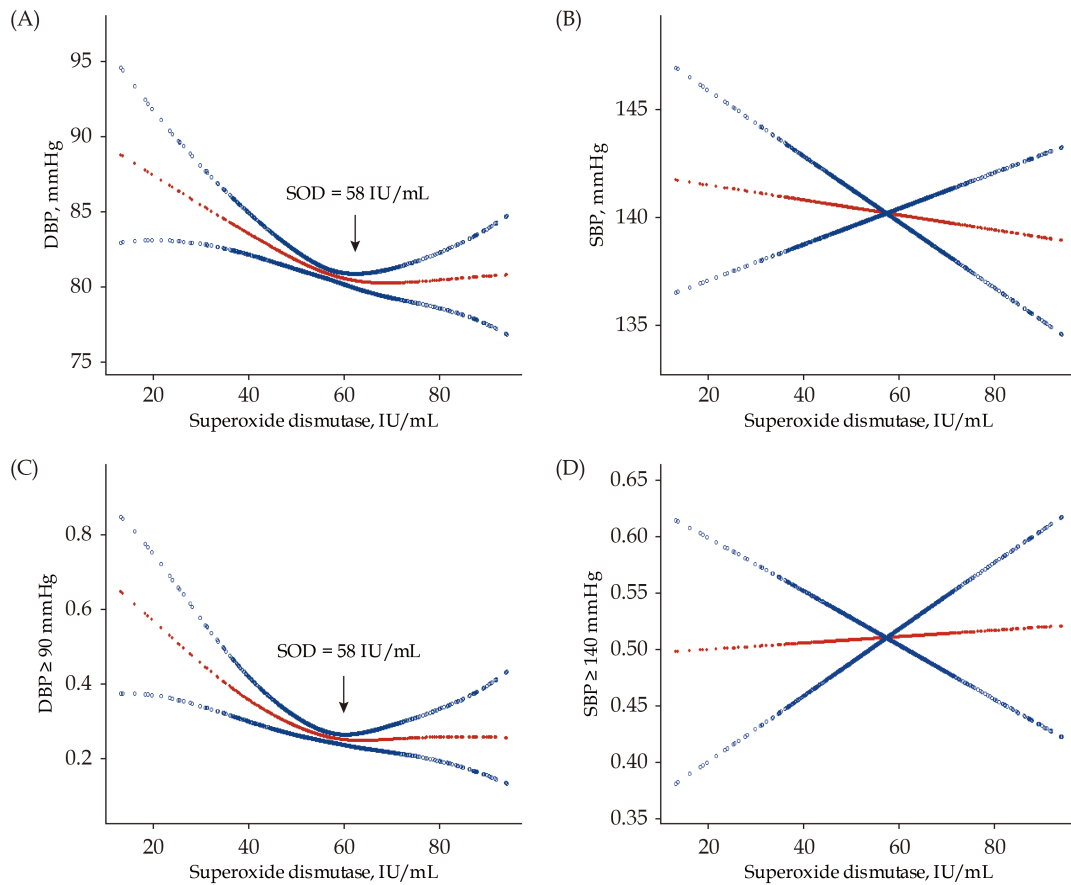 (A)
95
90
85
80
75
DBP, mmHg
SOD = 58 IU/mL
20 40 60 80
Superoxide dismutase, IU/mL
(B)
145
140
135
SBP, mmHg
20 40 60 80
Superoxide dismutase, IU/mL
(C)
0.8
0.6
0.4
0.2
DBP ≥ 90 mmHg
SOD = 58 IU/mL
20 40 60 80
Superoxide dismutase, IU/mL
(D)
0.65
0.60
0.55
0.50
0.45
0.40
0.35
SBP ≥ 140 mmHg
20 40 60 80
Superoxide dismutase, IU/mL